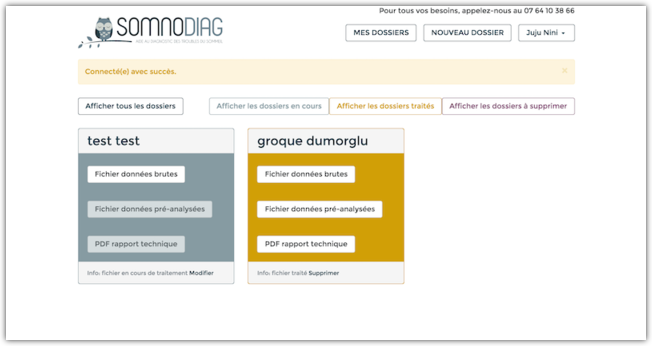 Pour tous vos besoins, appelez-nous au 07 64 10 38 66
SOMNODIAG
AIDE AU DIAGNOSTIC DES TROUBLES DU SOMMEIL
MES DOSSIERS
NOUVEAU DOSSIER
Juju Nini
Connecté(e) avec succès.
×
Afficher tous les dossiers
Afficher les dossiers en cours
Afficher les dossiers traités
Afficher les dossiers à supprimer
test test
Fichier données brutes
Fichier données pré-analysées
PDF rapport technique
Info: fichier en cours de traitement Modifier
groque dumorglu
Fichier données brutes
Fichier données pré-analysées
PDF rapport technique
Info: fichier traité Supprimer